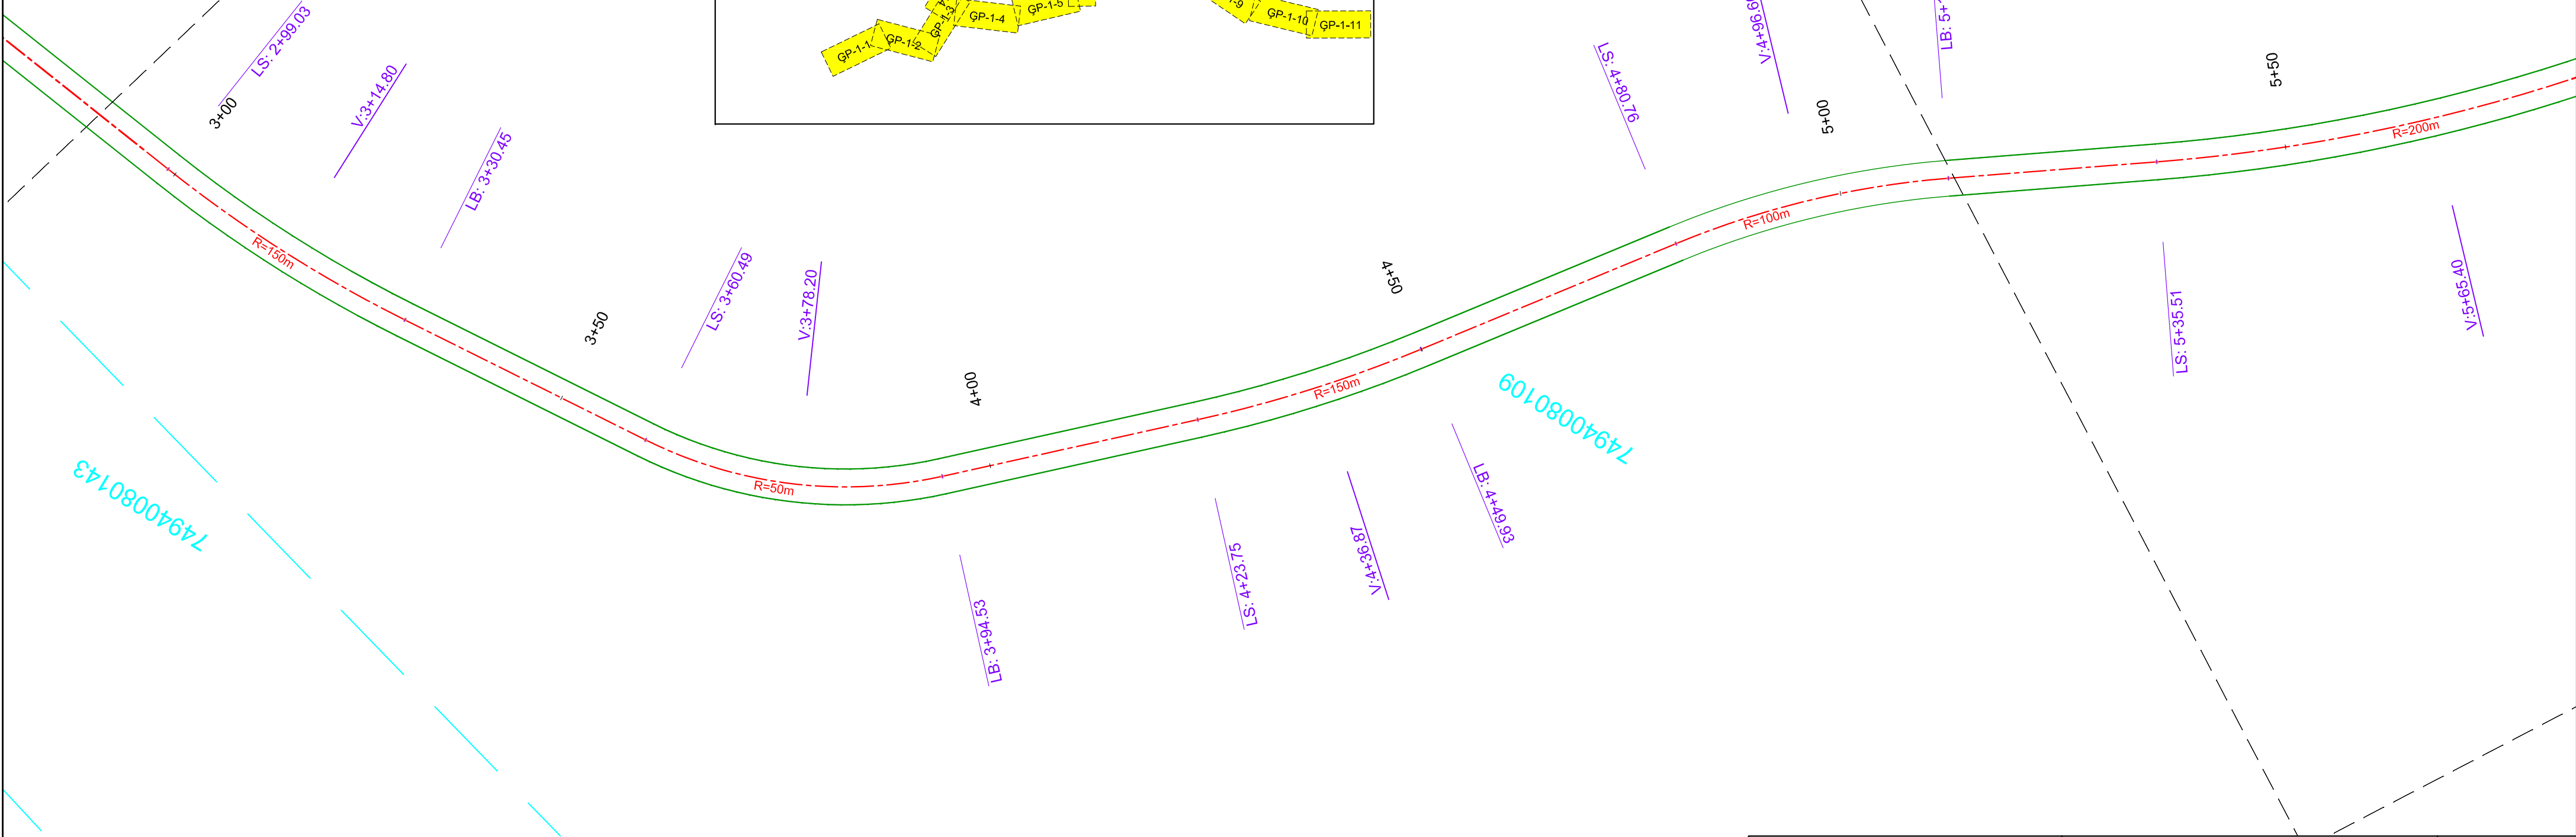 LS: 2+99.03
3+00
V:3+14.80
LB: 3+30.45
R=150m
GP-1-1
GP-1-2
GP-1-3
GP-1-4
GP-1-5
GP-1-10
GP-1-11
LS: 3+60.49
V:3+78.20
3+50
R=50m
4+00
LB: 3+94.53
LS: 4+23.75
V:4+36.87
LB: 4+49.93
R=150m
4+50
LS: 4+80.76
R=100m
5+00
LS: 5+35.51
5+50
R=200m
V:5+65.40
74940080143
74940080109